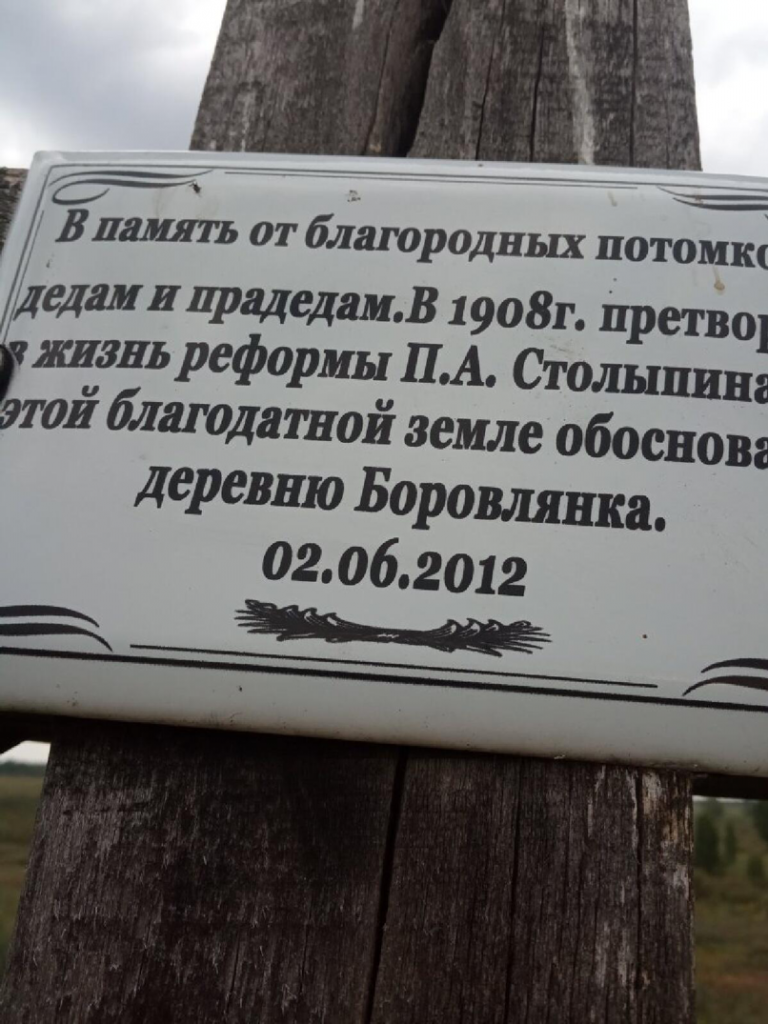 В память от благородных потомко
дедам и прадедам.В 1908г. претвор
в жизнь реформы П.А. Столыпина
этой благодатной земле обоснова
деревню Боровлянка.
02.06.2012